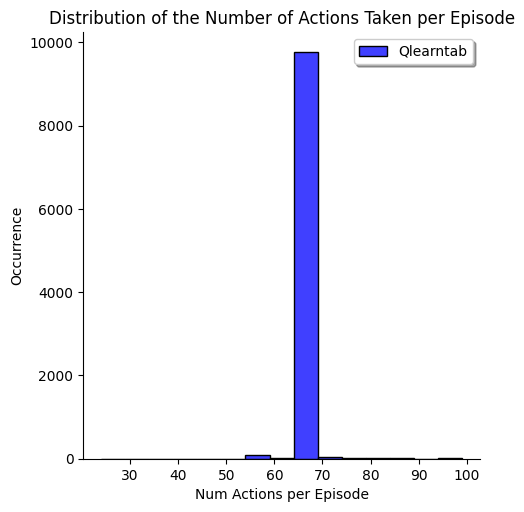 Distribution of the Number of Actions Taken per Episode
Qlearntab
10000
8000
6000
4000
2000
0
Occurrence
30 40 50 60 70 80 90 100
Num Actions per Episode